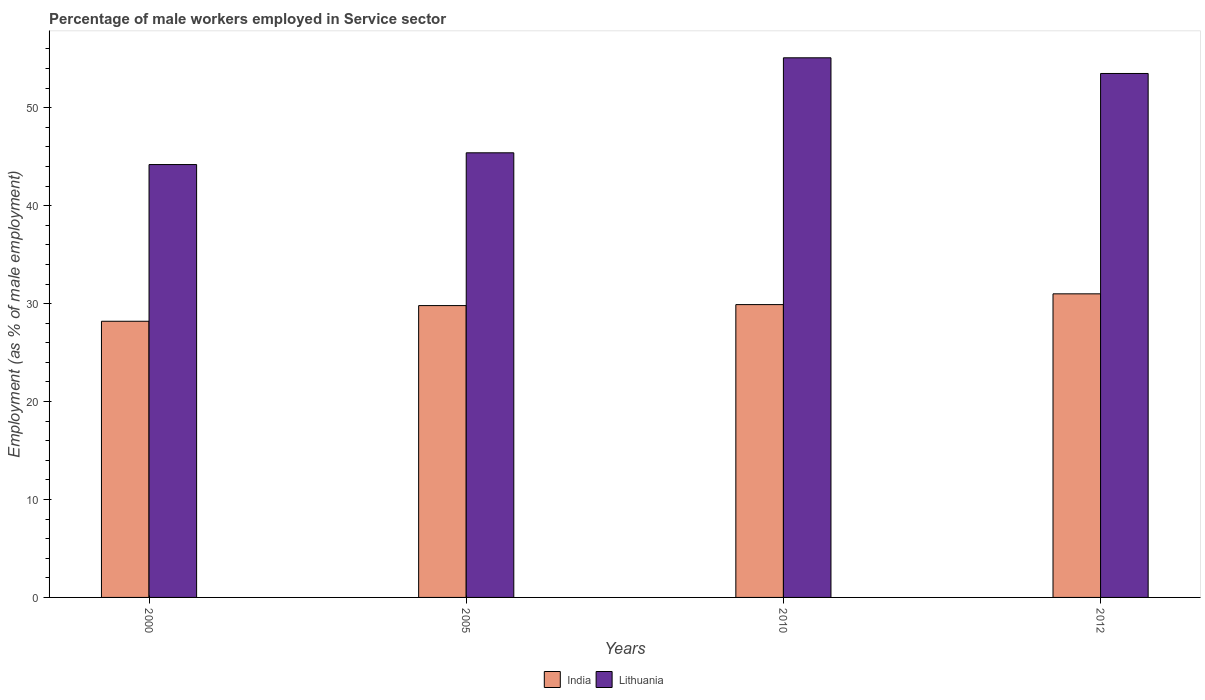 Percentage of male workers employed in Service sector
Employment (as % of male employment)
50
40
30
20
10
0
2000
2005
2010
2012
Years
India
Lithuania